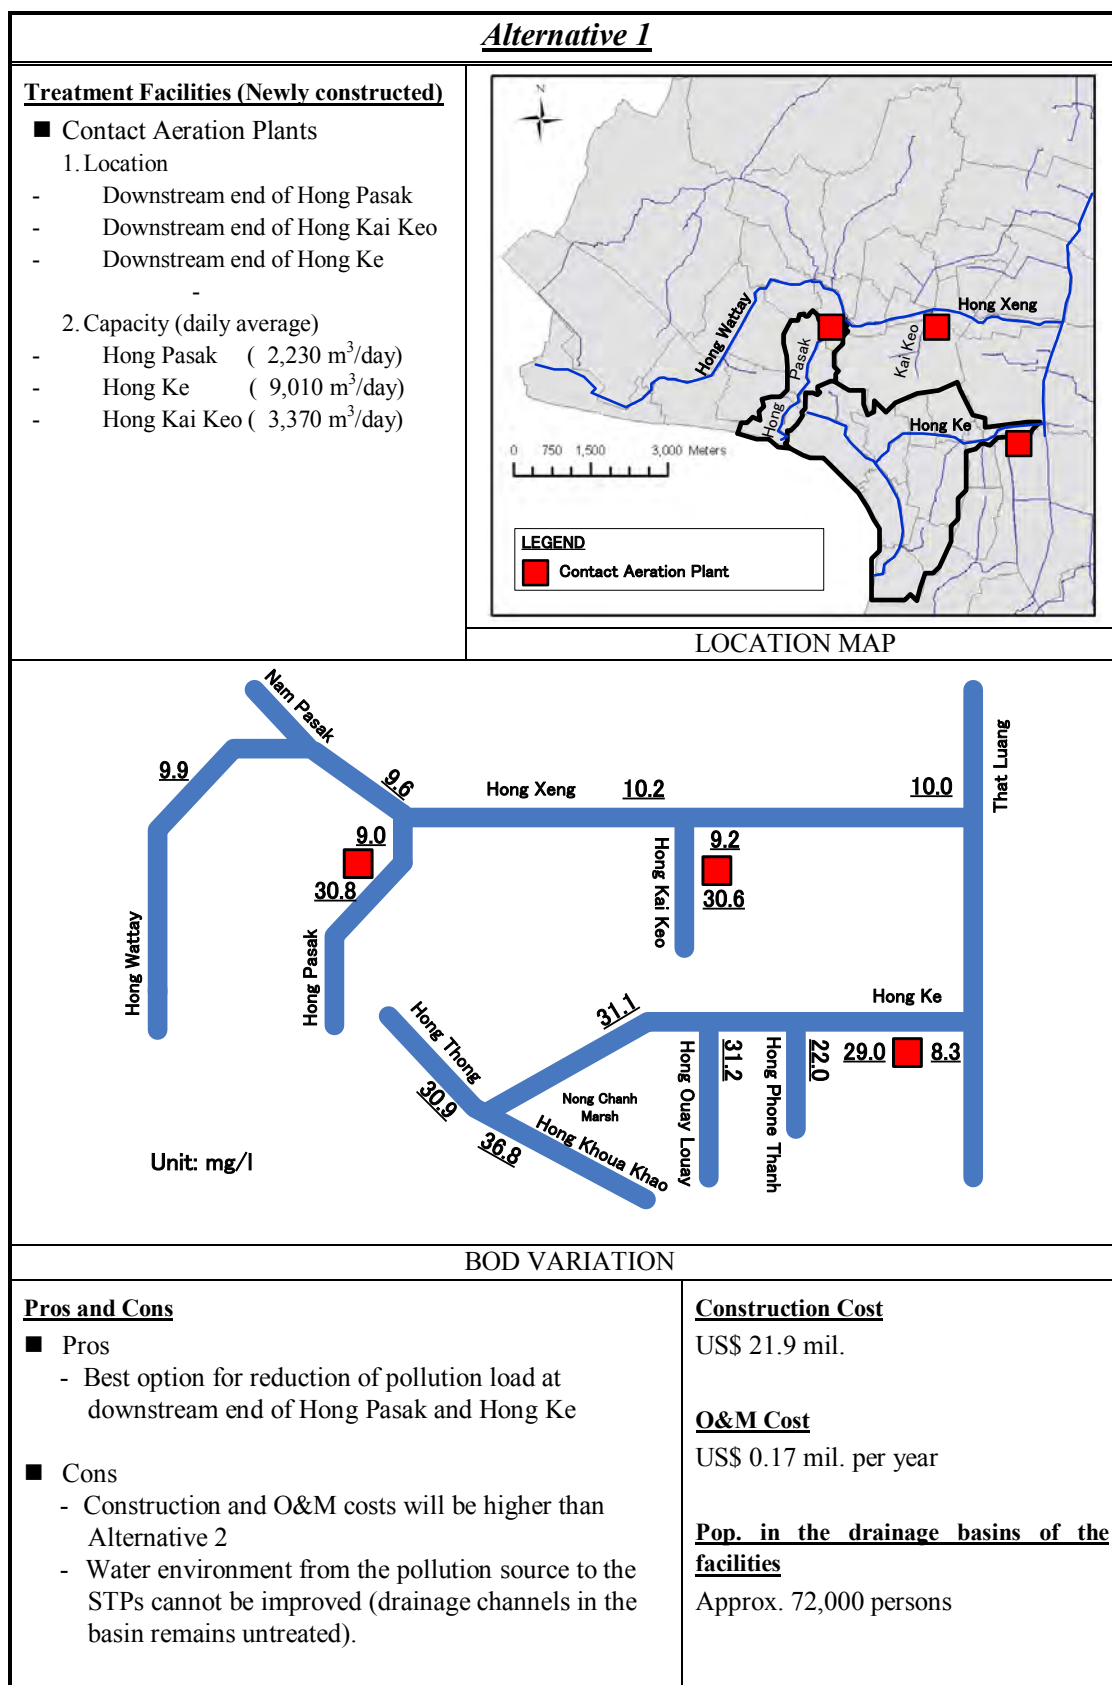 Alternative 1
Treatment Facilities (Newly constructed)
■ Contact Aeration Plants
1. Location
- Downstream end of Hong Pasak
- Downstream end of Hong Kai Keo
- Downstream end of Hong Ke
-
2. Capacity (daily average)
- Hong Pasak ( 2,230 m³/day)
- Hong Ke ( 9,010 m³/day)
- Hong Kai Keo ( 3,370 m³/day)
N
Hong Wattay
Hong Xeng
Hong Pasak
Kai Keo
Hong Ke
0 750 1,500 3,000 Meters
LEGEND
Contact Aeration Plant
LOCATION MAP
Nam Pasak
9.9
9.6
Hong Xeng
10.2
10.0
That Luang
9.0
30.8
Hong Wattay
Hong Pasak
Hong Kai Keo
9.2
30.6
Hong Thong
30.9
36.8
Hong Khoua Khao
Nong Chanh
Marsh
31.1
Hong Ouay Louay
31.2
Hong Phone Thanh
22.0
Hong Ke
29.0
8.3
Unit: mg/l
BOD VARIATION
Pros and Cons
■ Pros
- Best option for reduction of pollution load at
downstream end of Hong Pasak and Hong Ke
■ Cons
- Construction and O&M costs will be higher than
Alternative 2
- Water environment from the pollution source to the
STPs cannot be improved (drainage channels in the
basin remains untreated).
Construction Cost
US$ 21.9 mil.
O&M Cost
US$ 0.17 mil. per year
Pop. in the drainage basins of the
facilities
Approx. 72,000 persons